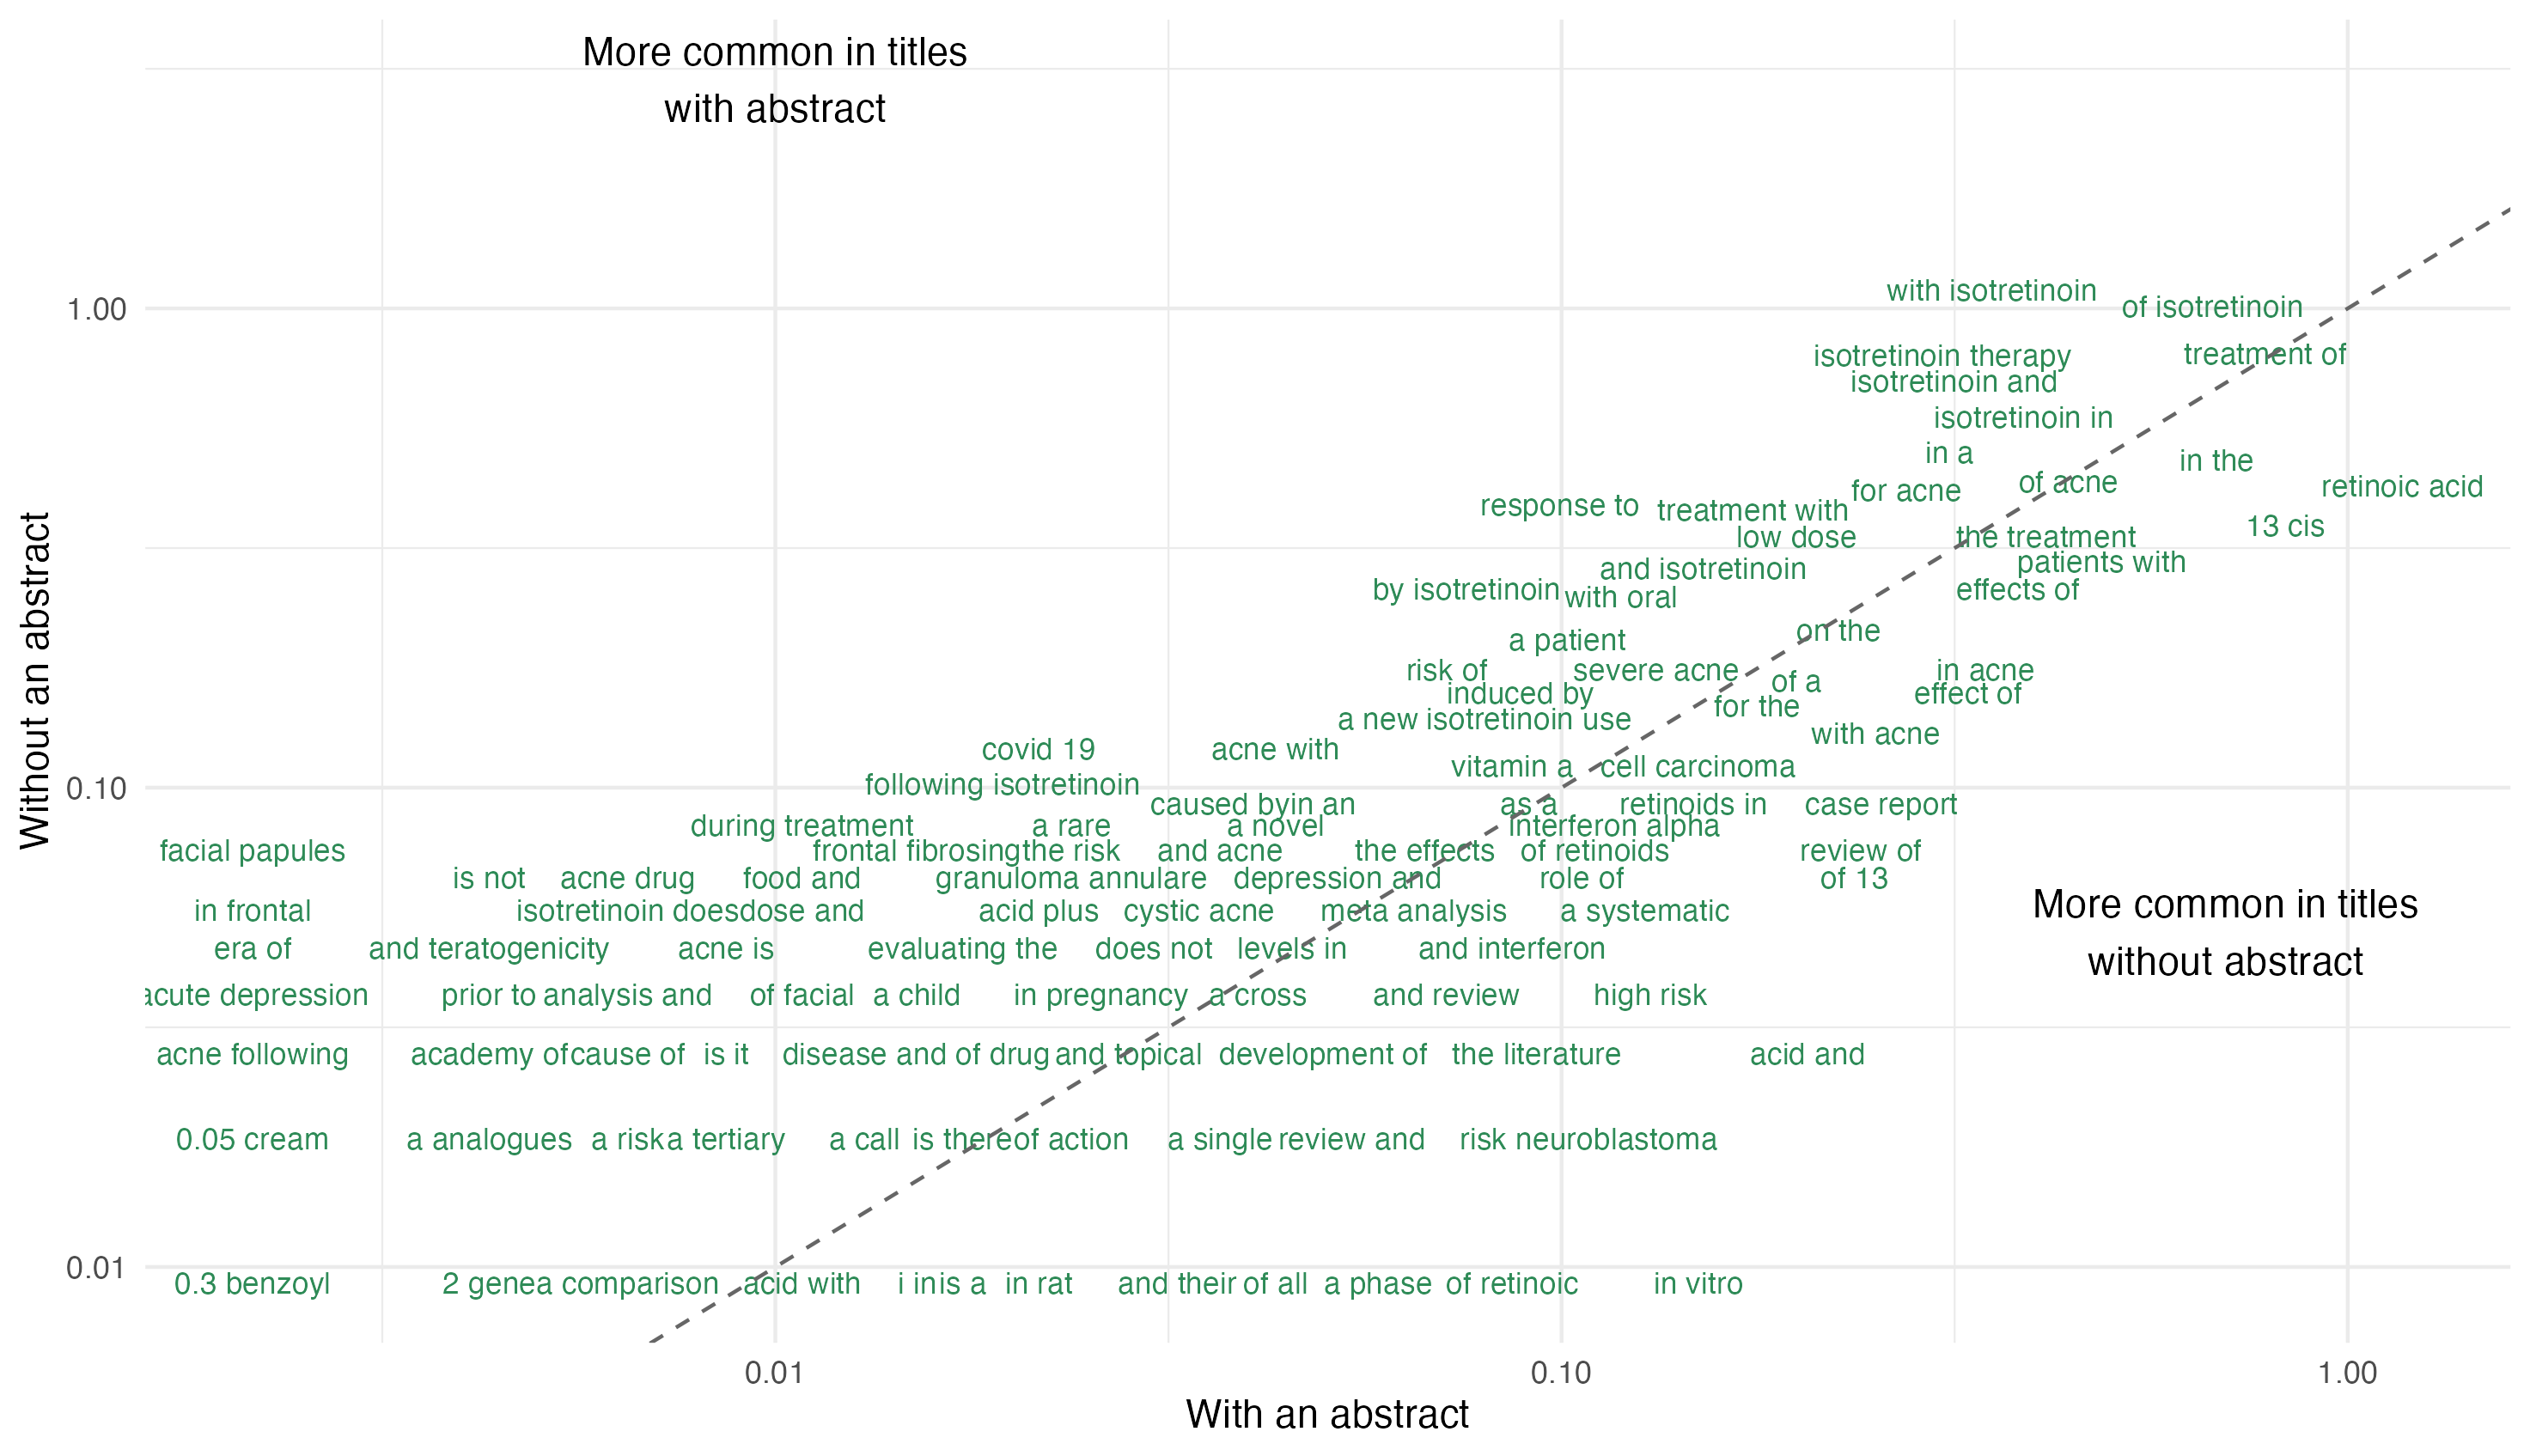 More common in titles
with abstract
with isotretinoin
of isotretinoin
1.00
isotretinoin therapy
treatment of
isotretinoin and
isotretinoin in
in a
in the
of acne
retinoic acid
for acne
response to
treatment with
13 cis
low dose
the treatment
patients with
and isotretinoin
by isotretinoin
with oral
effects of
on the
a patient
risk of
severe acne
in acne
of a
induced by
effect of
for the
a new isotretinoin use
with acne
covid 19
acne with
vitamin a
cell carcinoma
following isotretinoin
0.10
caused by in an
as a
retinoids in
case report
during treatment
a rare
a novel
interferon alpha
facial papules
frontal fibrosing the risk
and acne
the effects
of retinoids
review of
is not
acne drug
food and
granuloma annulare
depression and
role of
of 13
in frontal
isotretinoin does dose and
acid plus
cystic acne
meta analysis
a systematic
More common in titles
without abstract
era of
and teratogenicity
acne is
evaluating the
does not
levels in
and interferon
acute depression
prior to analysis and
of facial
a child
in pregnancy
a cross
and review
high risk
acne following
academy of cause of
is it
disease and of drug and topical
development of
the literature
acid and
0.05 cream
a analogues
a risk a tertiary
a call
is there of action
a single review and
risk neuroblastoma
0.01
0.3 benzoyl
2 gene a comparison
acid with
i in is a
in rat
and their of all
a phase
of retinoic
in vitro
0.01
0.10
1.00
With an abstract
Without an abstract